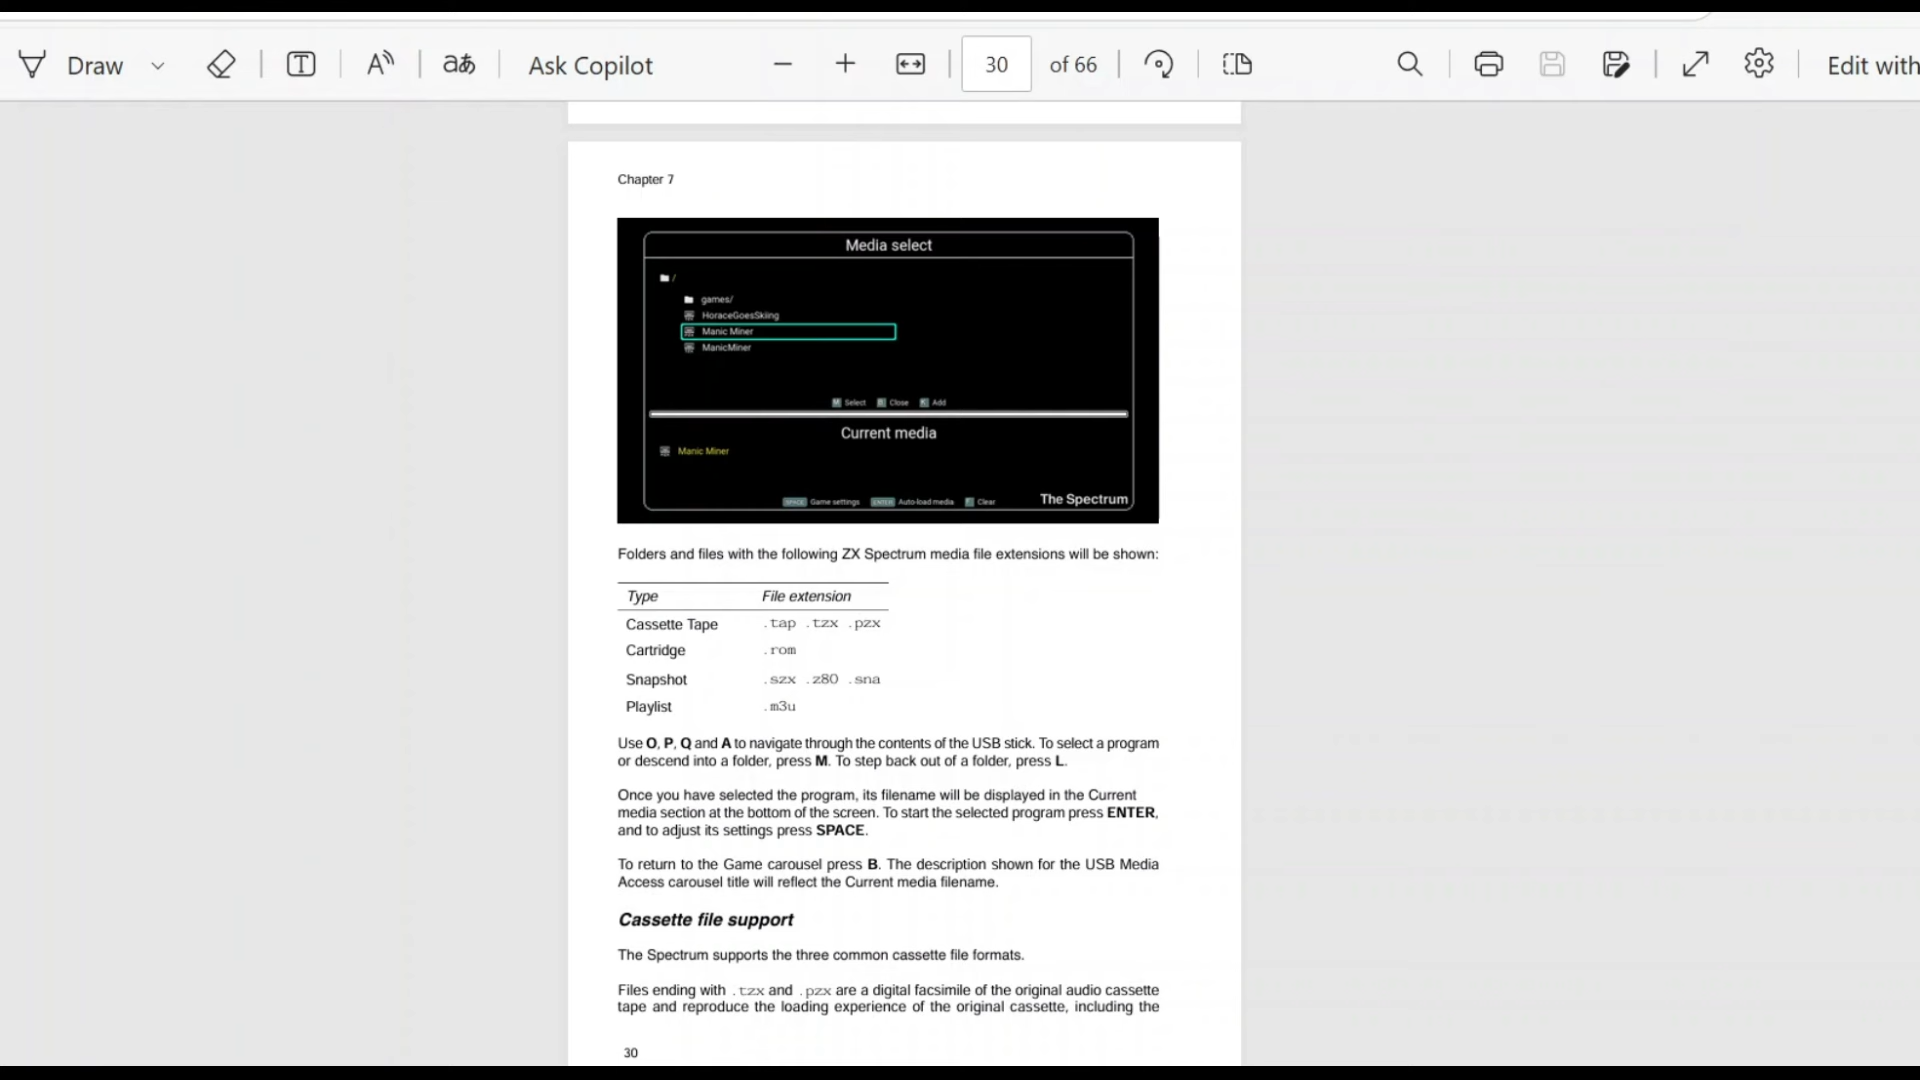 Draw
Ask Copilot
30 of 66
Edit with
Chapter 7
Media select
/
games/
HoraceGoesSkiing
Manic Miner
ManicMiner
M Select Close Add
Current media
Manic Miner
SPACE Game settings ENTER Auto-load media Clear
The Spectrum
Folders and files with the following ZX Spectrum media file extensions will be shown:
Type File extension
Cassette Tape .tap .tzx .pzx
Cartridge .rom
Snapshot .szx .z80 .sna
Playlist .m3u
Use O, P, Q and A to navigate through the contents of the USB stick. To select a program
or descend into a folder, press M. To step back out of a folder, press L.
Once you have selected the program, its filename will be displayed in the Current
media section at the bottom of the screen. To start the selected program press ENTER,
and to adjust its settings press SPACE.
To return to the Game carousel press B. The description shown for the USB Media
Access carousel title will reflect the Current media filename.
Cassette file support
The Spectrum supports the three common cassette file formats.
Files ending with .tzx and .pzx are a digital facsimile of the original audio cassette
tape and reproduce the loading experience of the original cassette, including the
30